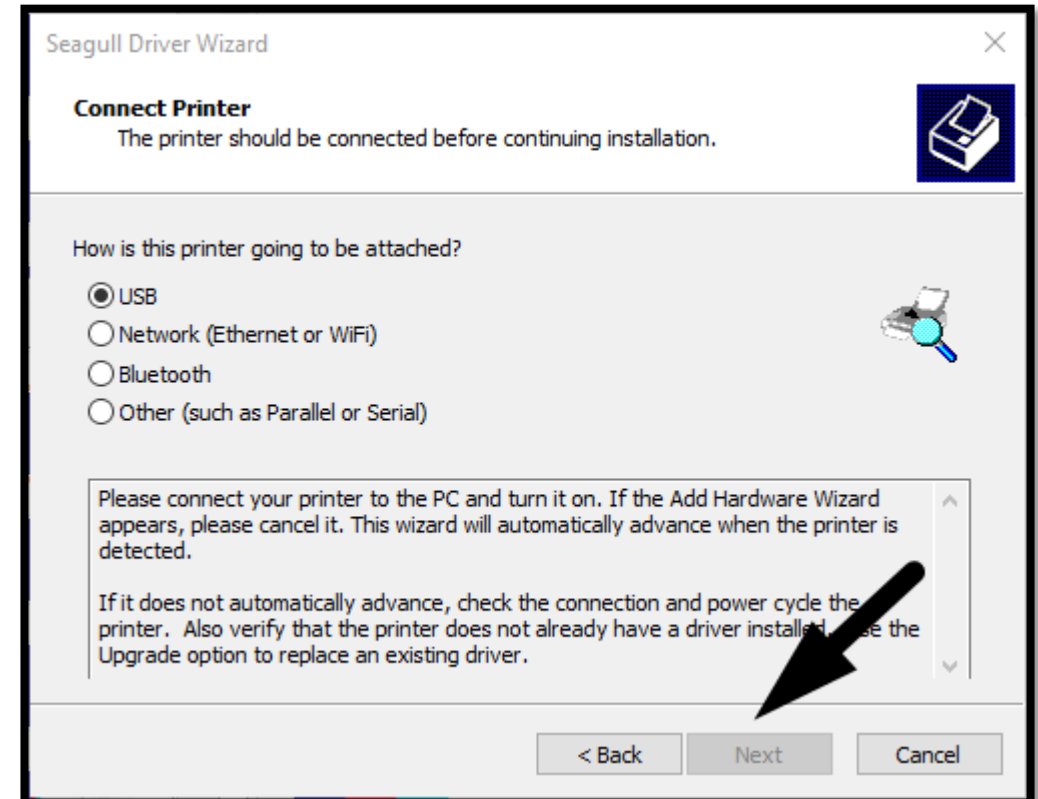 Seagull Driver Wizard
Connect Printer
The printer should be connected before continuing installation.
How is this printer going to be attached?
USB
Network (Ethernet or WiFi)
Bluetooth
Other (such as Parallel or Serial)
Please connect your printer to the PC and turn it on. If the Add Hardware Wizard
appears, please cancel it. This wizard will automatically advance when the printer is
detected.
If it does not automatically advance, check the connection and power cycle the
printer. Also verify that the printer does not already have a driver installed. the
Upgrade option to replace an existing driver.
< Back
Next
Cancel